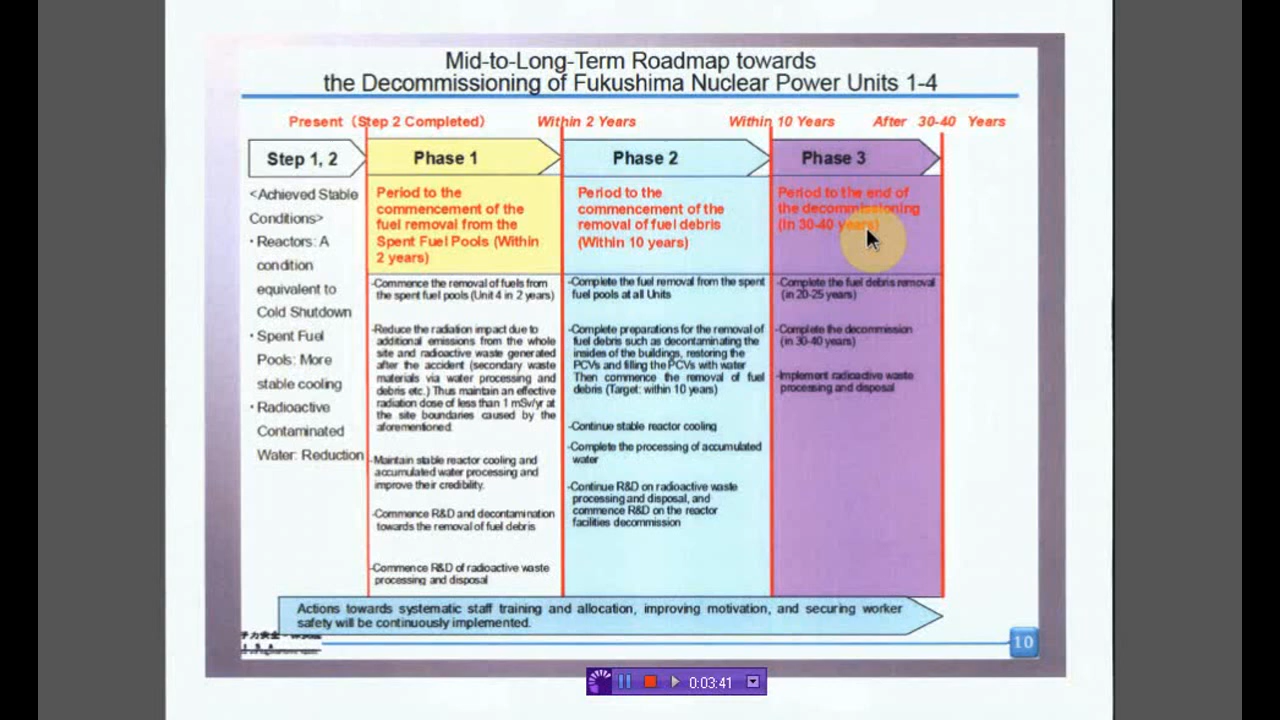 Mid-to-Long-Term Roadmap towards
the Decommissioning of Fukushima Nuclear Power Units 1-4
Present (Step 2 Completed)
Within 2 Years
Within 10 Years
After 30-40 Years
Step 1, 2
Phase 1
Phase 2
Phase 3
<Achieved Stable
Conditions>
・Reactors: A
condition
equivalent to
Cold Shutdown
・Spent Fuel
Pools: More
stable cooling
・Radioactive
Contaminated
Water: Reduction
Period to the
commencement of the
fuel removal from the
Spent Fuel Pools (Within
2 years)
-Commence the removal of fuels from
the spent fuel pools (Unit 4 in 2 years)
-Reduce the radiation impact due to
additional emissions from the whole
site and radioactive waste generated
after the accident (secondary waste
materials via water processing and
debris etc.) Thus maintain an effective
radiation dose of less than 1 mSv/yr at
the site boundaries caused by the
aforementioned.
-Maintain stable reactor cooling and
accumulated water processing and
improve their credibility.
-Commence R&D and decontamination
towards the removal of fuel debris
-Commence R&D of radioactive waste
processing and disposal
Period to the
commencement of the
removal of fuel debris
(Within 10 years)
-Complete the fuel removal from the spent
fuel pools at all Units
-Complete preparations for the removal of
fuel debris such as decontaminating the
insides of the buildings, restoring the
PCVs and filling the PCVs with water
Then commence the removal of fuel
debris (Target: within 10 years)
-Continue stable reactor cooling
-Complete the processing of accumulated
water
-Continue R&D on radioactive waste
processing and disposal, and
commence R&D on the reactor
facilities decommission
Period to the end of
the decommissioning
(in 30-40 years)
-Complete the fuel debris removal
(in 20-25 years)
-Complete the decommission
(in 30-40 years)
-Implement radioactive waste
processing and disposal
Actions towards systematic staff training and allocation, improving motivation, and securing worker
safety will be continuously implemented.
10
0:03:41